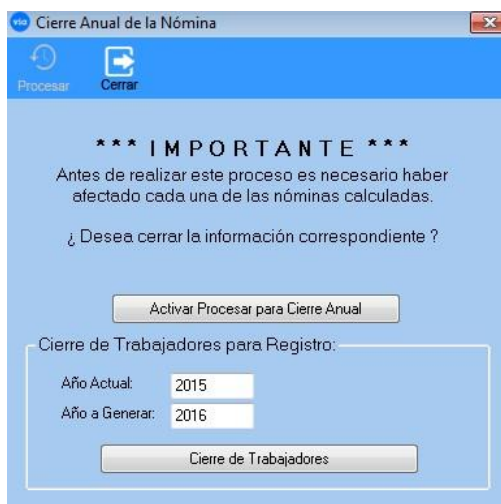 via Cierre Anual de la Nómina
Procesar Cerrar
*** IMPORTANTE ***
Antes de realizar este proceso es necesario haber
afectado cada una de las nóminas calculadas.
¿ Desea cerrar la información correspondiente ?
Activar Procesar para Cierre Anual
Cierre de Trabajadores para Registro:
Año Actual: 2015
Año a Generar: 2016
Cierre de Trabajadores